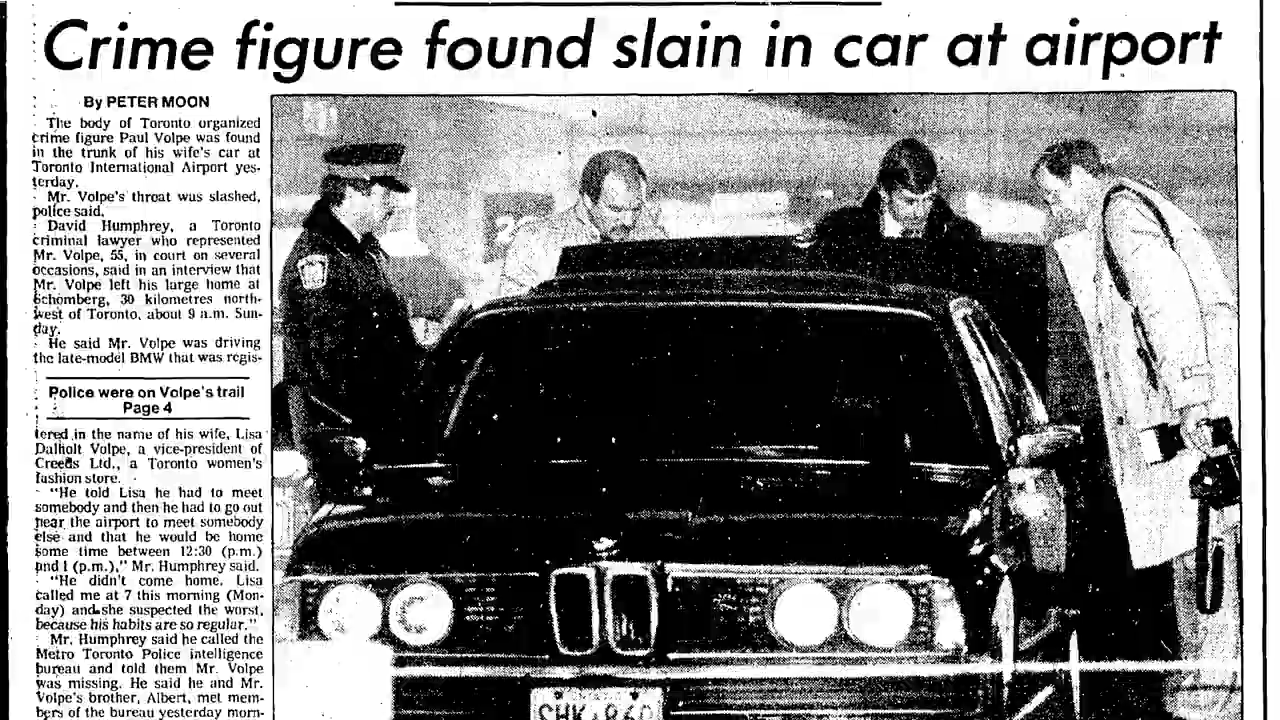 Crime figure found slain in car at airport
By PETER MOON
The body of Toronto organized
crime figure Paul Volpe was found
in the trunk of his wife's car at
Toronto International Airport yes-
terday.
Mr. Volpe's throat was slashed,
police said.
David Humphrey, a Toronto
criminal lawyer who represented
Mr. Volpe, 55, in court on several
occasions, said in an interview that
Mr. Volpe left his large home at
Schomberg, 30 kilometres north-
west of Toronto, about 9 a.m. Sun-
day.
He said Mr. Volpe was driving
the late-model BMW that was regis-
Police were on Volpe's trail
Page 4
tered in the name of his wife, Lisa
Dalholt Volpe, a vice-president of
Creeds Ltd., a Toronto women's
fashion store.
"He told Lisa he had to meet
somebody and then he had to go out
near the airport to meet somebody
else and that he would be home
some time between 12:30 (p.m.)
and 1 (p.m.)," Mr. Humphrey said.
"He didn't come home. Lisa
called me at 7 this morning (Mon-
day) and she suspected the worst,
because his habits are so regular."
Mr. Humphrey said he called the
Metro Toronto Police intelligence
bureau and told them Mr. Volpe
was missing. He said he and Mr.
Volpe's brother, Albert, met mem-
bers of the bureau yesterday morn-